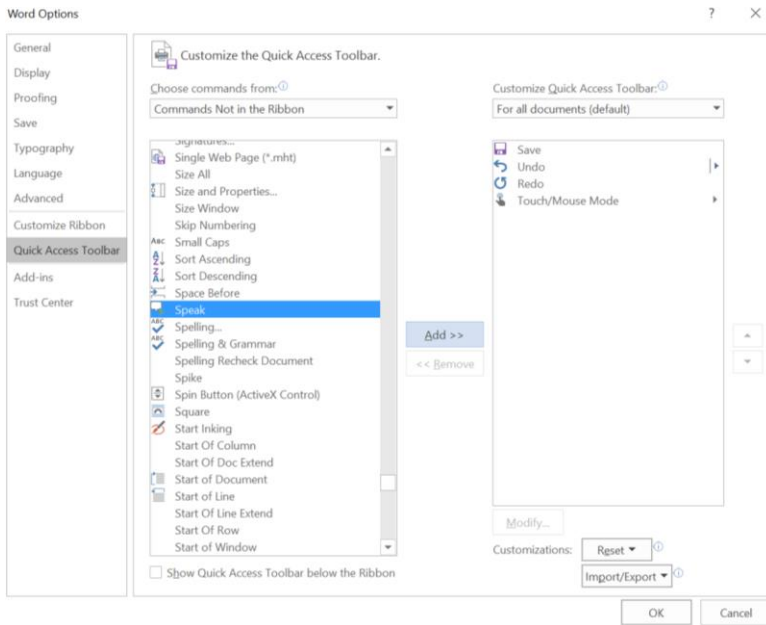 Word Options
?
General
Display
Proofing
Save
Typography
Language
Advanced
Customize Ribbon
Quick Access Toolbar
Add-ins
Trust Center
Customize the Quick Access Toolbar.
Choose commands from:
Commands Not in the Ribbon
Signatures...
Single Web Page (*.mht)
Size All
Size and Properties...
Size Window
Skip Numbering
ABC Small Caps
Sort Ascending
Sort Descending
Space Before
Speak
Spelling...
Spelling & Grammar
Spelling Recheck Document
Spike
Spin Button (ActiveX Control)
Square
Start Inking
Start Of Column
Start Of Doc Extend
Start of Document
Start of Line
Start Of Line Extend
Start Of Row
Start of Window
Show Quick Access Toolbar below the Ribbon
Add >>
<< Remove
Customize Quick Access Toolbar:
For all documents (default)
Save
Undo
Redo
Touch/Mouse Mode
Modify...
Customizations:
Reset
Import/Export
OK
Cancel